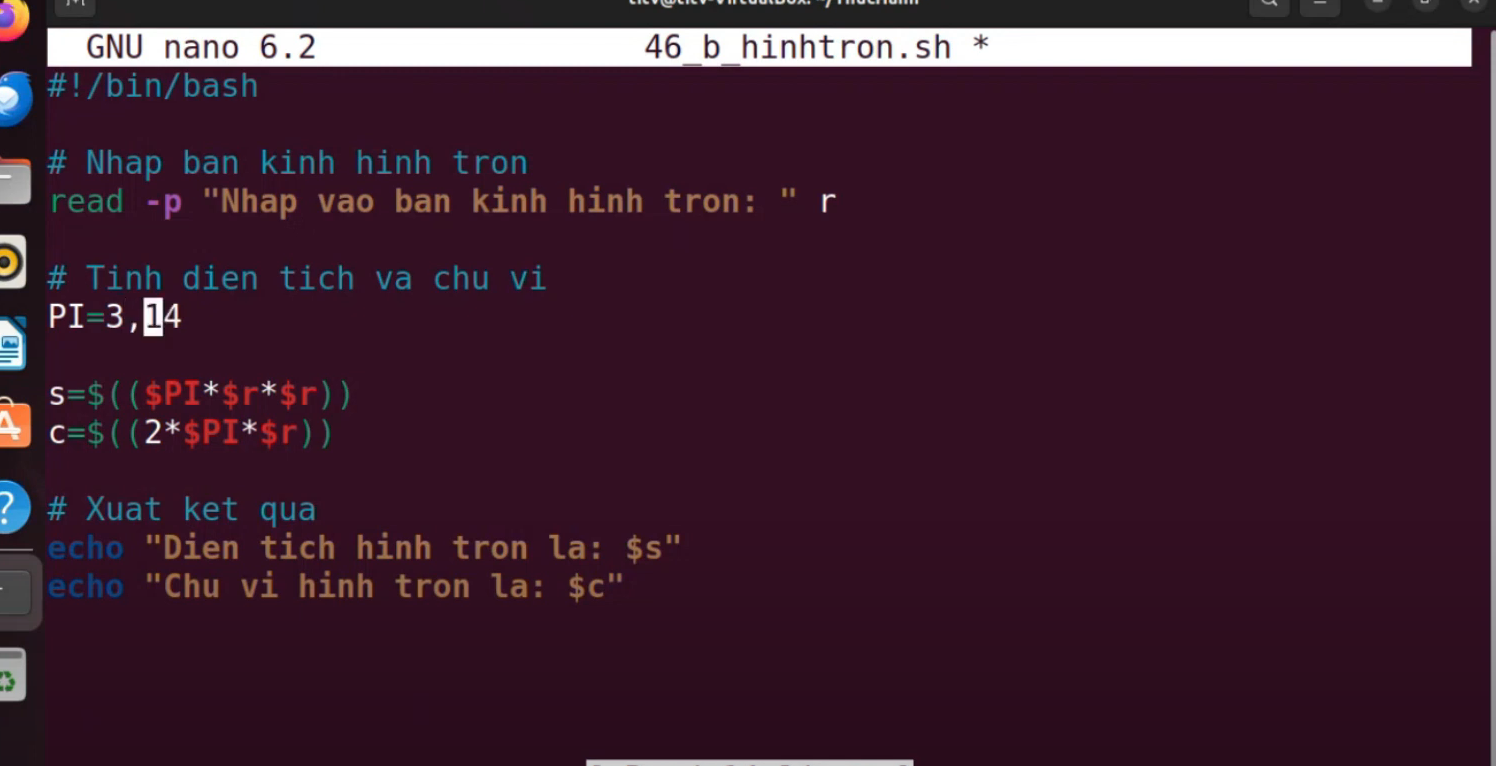 GNU nano 6.2 46_b_hinhtron.sh *
#!/bin/bash
# Nhap ban kinh hinh tron
read -p "Nhap vao ban kinh hinh tron: " r
# Tinh dien tich va chu vi
PI=3,14
s=$(($PI*$r*$r))
c=$((2*$PI*$r))
# Xuat ket qua
echo "Dien tich hinh tron la: $s"
echo "Chu vi hinh tron la: $c"